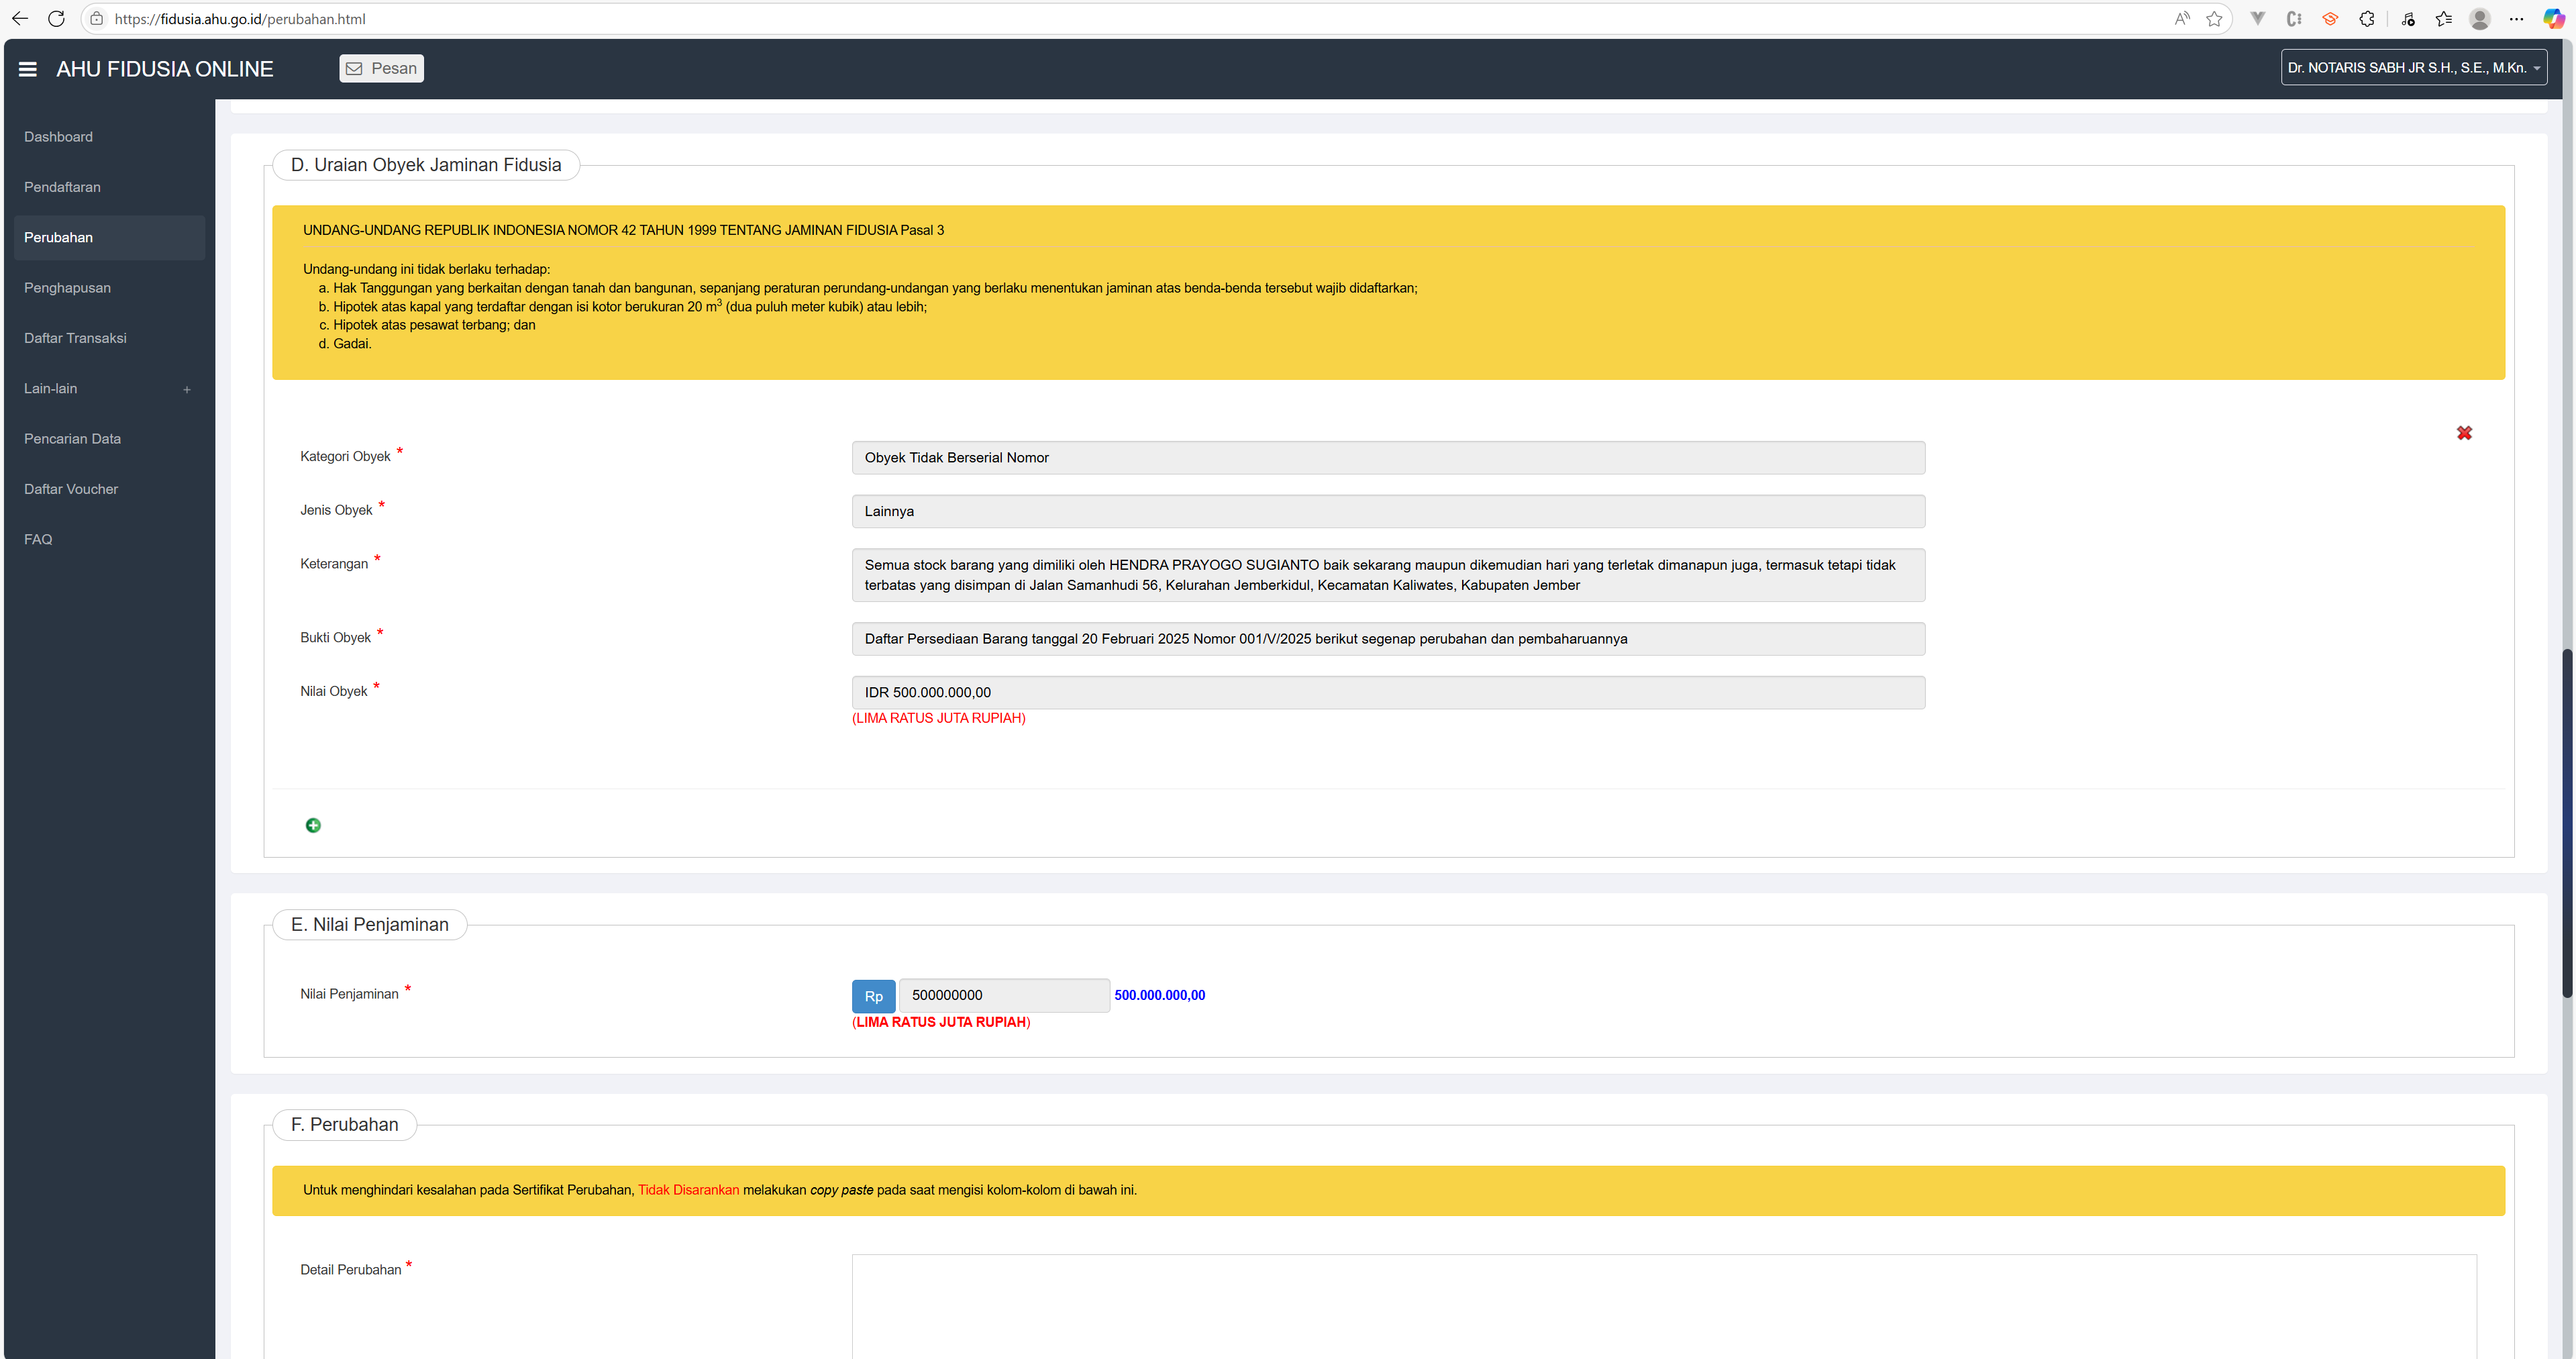 https://fidusia.ahu.go.id/perubahan.html
AHU FIDUSIA ONLINE
Pesan
Dr. NOTARIS SABH JR S.H., S.E., M.Kn.
Dashboard
Pendaftaran
Perubahan
Penghapusan
Daftar Transaksi
Lain-lain +
Pencarian Data
Daftar Voucher
FAQ
D. Uraian Obyek Jaminan Fidusia
UNDANG-UNDANG REPUBLIK INDONESIA NOMOR 42 TAHUN 1999 TENTANG JAMINAN FIDUSIA Pasal 3
Undang-undang ini tidak berlaku terhadap:
a. Hak Tanggungan yang berkaitan dengan tanah dan bangunan, sepanjang peraturan perundang-undangan yang berlaku menentukan jaminan atas benda-benda tersebut wajib didaftarkan;
b. Hipotek atas kapal yang terdaftar dengan isi kotor berukuran 20 m³ (dua puluh meter kubik) atau lebih;
c. Hipotek atas pesawat terbang; dan
d. Gadai.
Kategori Obyek *
Obyek Tidak Berserial Nomor
Jenis Obyek *
Lainnya
Keterangan *
Semua stock barang yang dimiliki oleh HENDRA PRAYOGO SUGIANTO baik sekarang maupun dikemudian hari yang terletak dimanapun juga, termasuk tetapi tidak
terbatas yang disimpan di Jalan Samanhudi 56, Kelurahan Jemberkidul, Kecamatan Kaliwates, Kabupaten Jember
Bukti Obyek *
Daftar Persediaan Barang tanggal 20 Februari 2025 Nomor 001/V/2025 berikut segenap perubahan dan pembaharuannya
Nilai Obyek *
IDR 500.000.000,00
(LIMA RATUS JUTA RUPIAH)
E. Nilai Penjaminan
Nilai Penjaminan *
Rp 500000000 500.000.000,00
(LIMA RATUS JUTA RUPIAH)
F. Perubahan
Untuk menghindari kesalahan pada Sertifikat Perubahan, Tidak Disarankan melakukan copy paste pada saat mengisi kolom-kolom di bawah ini.
Detail Perubahan *